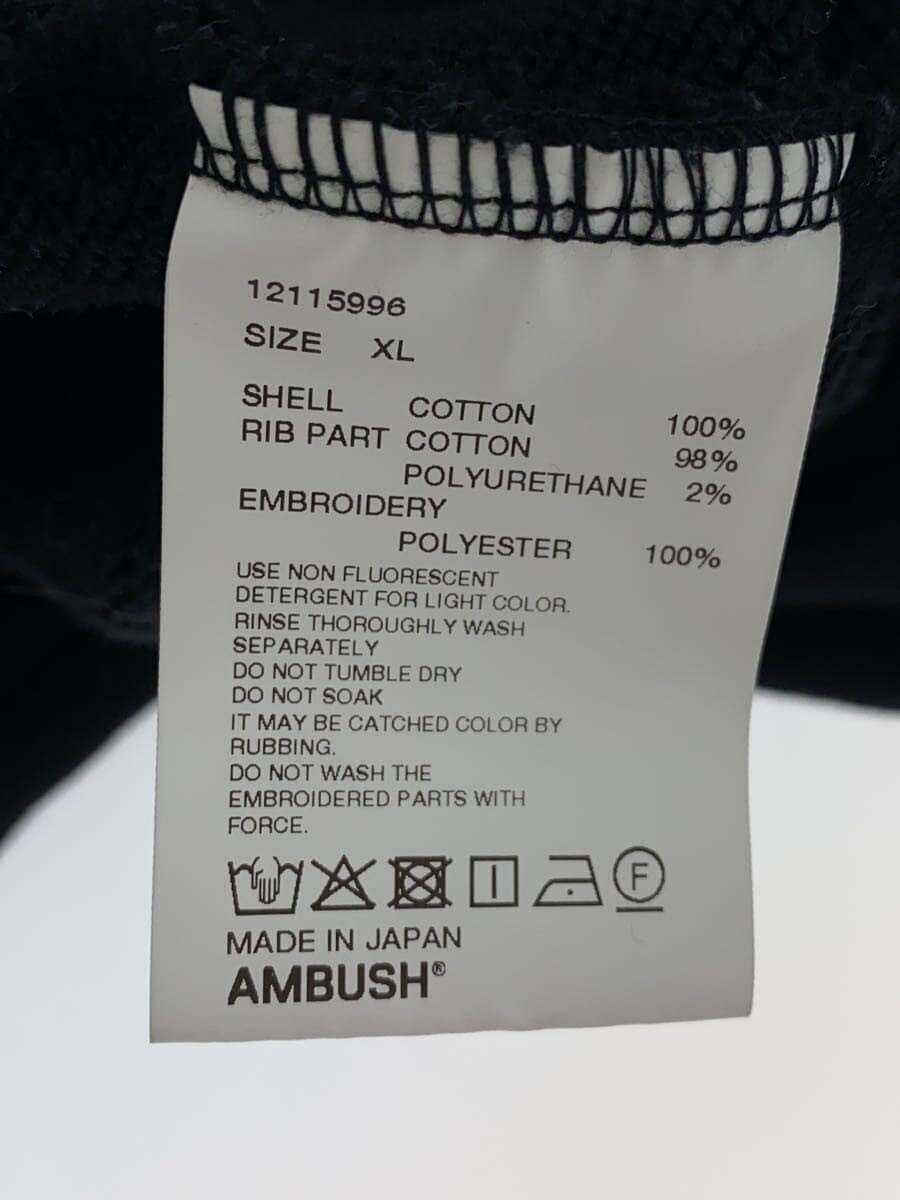 12115996
SIZE XL
SHELL COTTON 100%
RIB PART COTTON 98%
POLYURETHANE 2%
EMBROIDERY
POLYESTER 100%
USE NON FLUORESCENT
DETERGENT FOR LIGHT COLOR.
RINSE THOROUGHLY WASH
SEPARATELY
DO NOT TUMBLE DRY
DO NOT SOAK
IT MAY BE CATCHED COLOR BY
RUBBING.
DO NOT WASH THE
EMBROIDERED PARTS WITH
FORCE.
F
MADE IN JAPAN
AMBUSH®